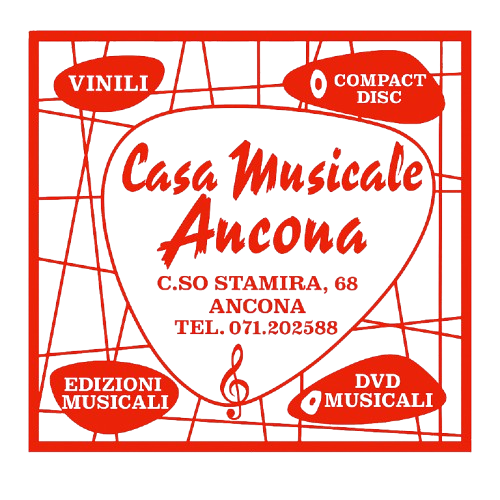 VINILI
COMPACT
DISC
Casa Musicale
Ancona
C.SO STAMIRA, 68
ANCONA
TEL. 071.202588
EDIZIONI
MUSICALI
DVD
MUSICALI